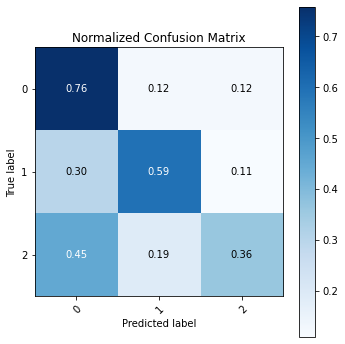 Normalized Confusion Matrix
0.7
0.6
0.5
0.4
0.3
0.2
True label
0
0.76 0.12 0.12
1
0.30 0.59 0.11
2
0.45 0.19 0.36
0 1 2
Predicted label